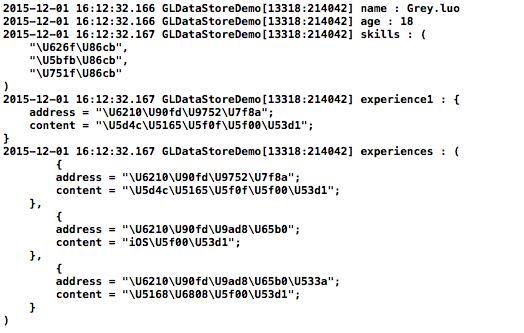 2015-12-01 16:12:32.166 GLDataStoreDemo[13318:214042] name : Grey.luo
2015-12-01 16:12:32.166 GLDataStoreDemo[13318:214042] age : 18
2015-12-01 16:12:32.167 GLDataStoreDemo[13318:214042] skills : (
    "\U626f\U86cb",
    "\U5bfb\U86cb",
    "\U751f\U86cb"
)
2015-12-01 16:12:32.167 GLDataStoreDemo[13318:214042] experience1 : {
    address = "\U6210\U90fd\U9752\U7f8a";
    content = "\U5d4c\U5165\U5f0f\U5f00\U53d1";
}
2015-12-01 16:12:32.167 GLDataStoreDemo[13318:214042] experiences : (
        {
        address = "\U6210\U90fd\U9752\U7f8a";
        content = "\U5d4c\U5165\U5f0f\U5f00\U53d1";
    },
        {
        address = "\U6210\U90fd\U9ad8\U65b0";
        content = "iOS\U5f00\U53d1";
    },
        {
        address = "\U6210\U90fd\U9ad8\U65b0\U533a";
        content = "\U5168\U6808\U5f00\U53d1";
    }
)